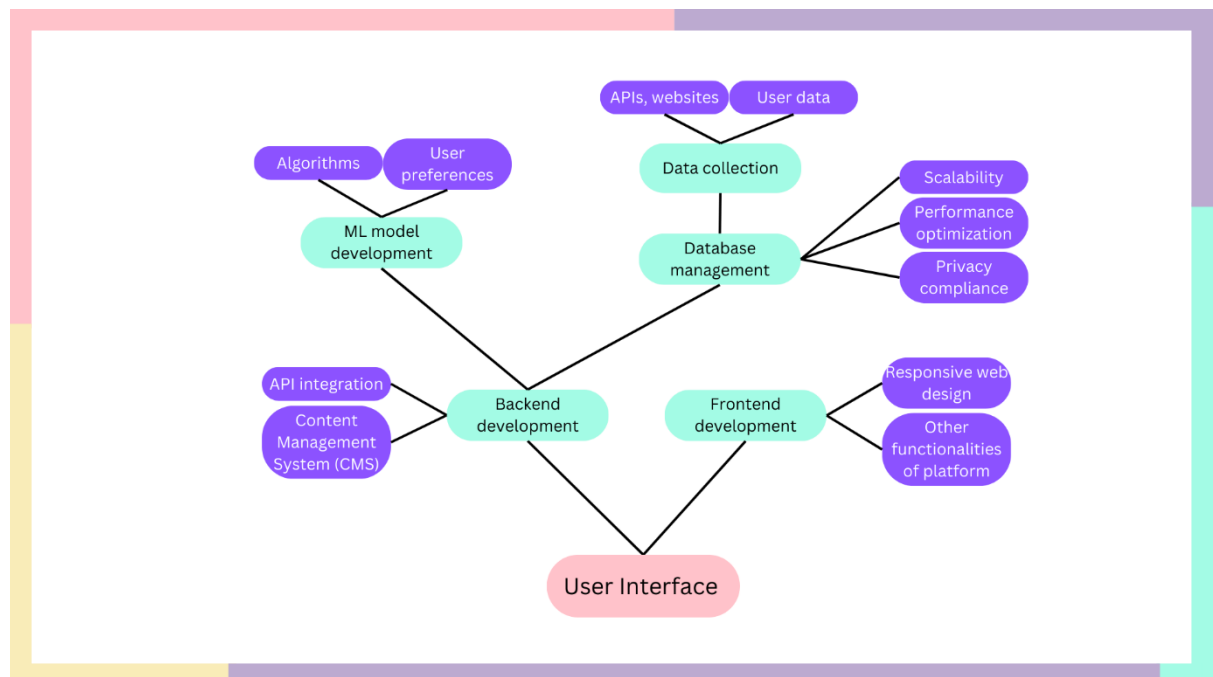 APIs, websites
User data
Algorithms
User
preferences
Data collection
Scalability
Performance
optimization
Privacy
compliance
ML model
development
Database
management
API integration
Content
Management
System (CMS)
Backend
development
Frontend
development
Responsive web
design
Other
functionalities
of platform
User Interface